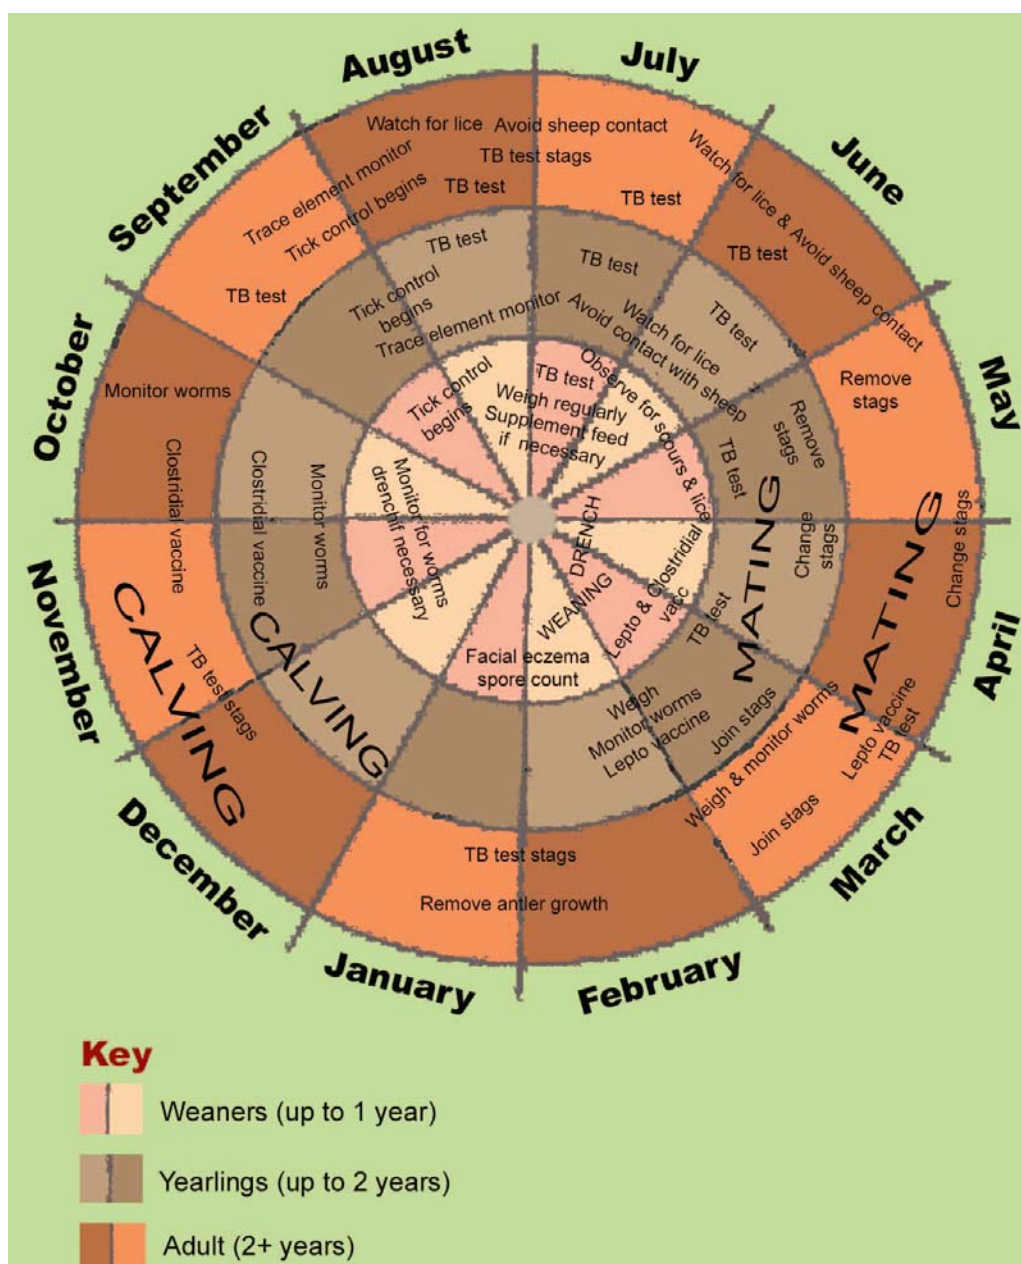 August
July
September
June
October
May
November
April
December
March
January
February
Watch for lice
Avoid sheep contact
TB test stags
TB test
TB test
Trace element monitor
Tick control begins
TB test
Watch for lice & Avoid sheep contact
TB test
Remove
stags
Change stags
MATING
Lepto vaccine
TB test
Weigh & monitor worms
Join stags
TB test stags
Remove antler growth
CALVING
TB test stags
Clostridial vaccine
Monitor worms
TB test
Tick control
begins
Trace element monitor
TB test
Watch for lice
Avoid contact with sheep
TB test
Remove
stags
TB test
MATING
Change
stags
TB test
Join stags
Weigh
Monitor worms
Lepto vaccine
CALVING
Clostridial vaccine
Monitor worms
Tick control
begins
TB test
Weigh regularly
Supplement feed
if necessary
Observe for scours & lice
DRENCH
WEANING
Lepto & Clostridial
vacc
Facial eczema
spore count
Monitor for worms
drenchif necessary
Key
Weaners (up to 1 year)
Yearlings (up to 2 years)
Adult (2+ years)